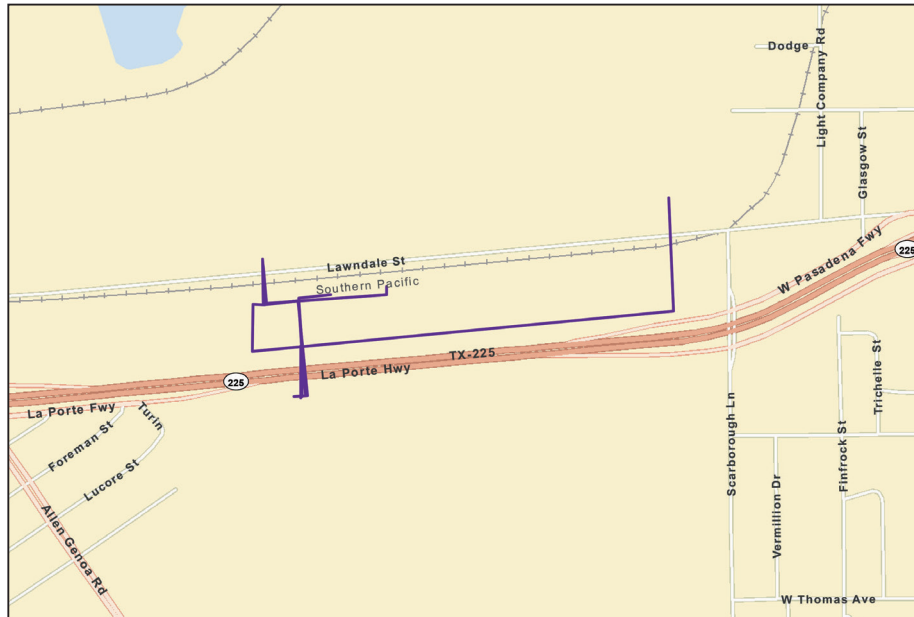 Dodge
Light Company Rd
Glasgow St
Lawndale St
Southern Pacific
W Pasadena Fwy
225
TX-225
La Porte Hwy
225
La Porte Fwy
Turin
Foreman St
Lucore St
Allen Genoa Rd
Scarborough Ln
Vermillion Dr
Finfrock St
Trichelle St
W Thomas Ave